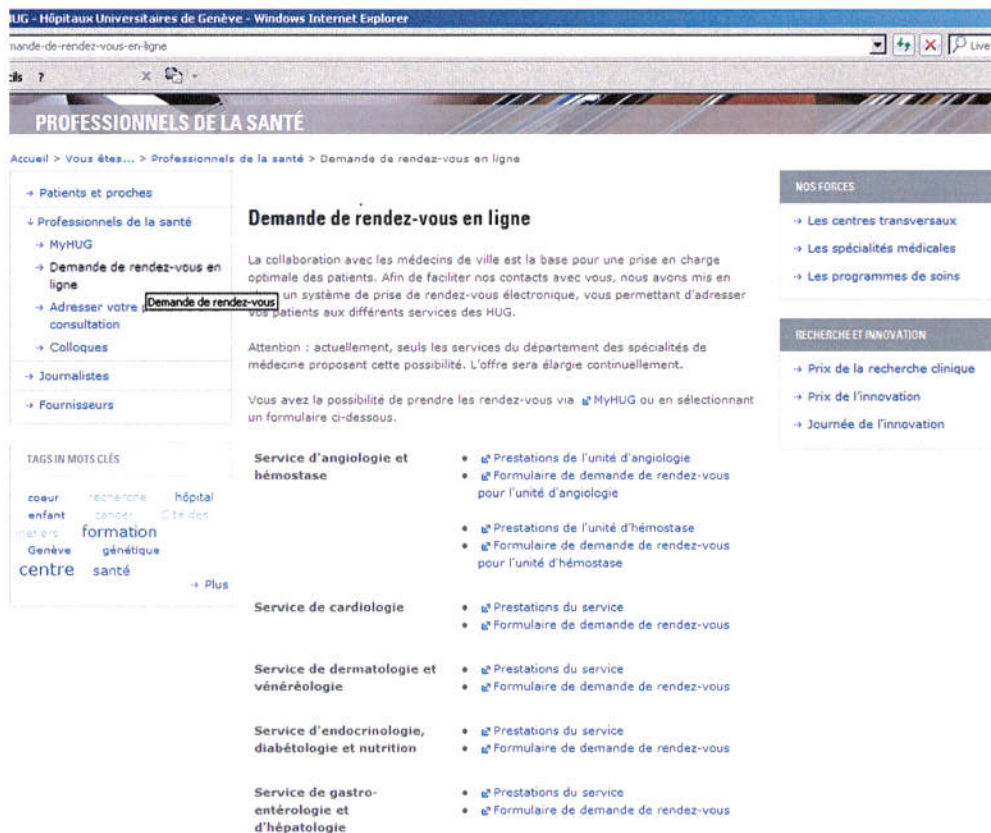 UG - Hôpitaux Universitaires de Genève - Windows Internet Explorer
mande-de-rendez-vous-en-ligne
Live
ils ?
PROFESSIONNELS DE LA SANTÉ
Accueil > Vous êtes... > Professionnels de la santé > Demande de rendez-vous en ligne
→ Patients et proches
↓ Professionnels de la santé
→ MyHUG
→ Demande de rendez-vous en
ligne
→ Adresser votre p
consultation
→ Colloques
→ Journalistes
→ Fournisseurs
Demande de rendez-vous
TAGS IN MOTS CLÉS
coeur recherche hôpital
enfant cancer Cité des
métiers formation
Genève génétique
centre santé
→ Plus
Demande de rendez-vous en ligne
La collaboration avec les médecins de ville est la base pour une prise en charge
optimale des patients. Afin de faciliter nos contacts avec vous, nous avons mis en
un système de prise de rendez-vous électronique, vous permettant d'adresser
vos patients aux différents services des HUG.
Attention : actuellement, seuls les services du département des spécialités de
médecine proposent cette possibilité. L'offre sera élargie continuellement.
Vous avez la possibilité de prendre les rendez-vous via MyHUG ou en sélectionnant
un formulaire ci-dessous.
Service d'angiologie et
hémostase
• Prestations de l'unité d'angiologie
• Formulaire de demande de rendez-vous
pour l'unité d'angiologie
• Prestations de l'unité d'hémostase
• Formulaire de demande de rendez-vous
pour l'unité d'hémostase
Service de cardiologie
• Prestations du service
• Formulaire de demande de rendez-vous
Service de dermatologie et
vénéréologie
• Prestations du service
• Formulaire de demande de rendez-vous
Service d'endocrinologie,
diabétologie et nutrition
• Prestations du service
• Formulaire de demande de rendez-vous
Service de gastro-
entérologie et
d'hépatologie
• Prestations du service
• Formulaire de demande de rendez-vous
NOS FORCES
→ Les centres transversaux
→ Les spécialités médicales
→ Les programmes de soins
RECHERCHE ET INNOVATION
→ Prix de la recherche clinique
→ Prix de l'innovation
→ Journée de l'innovation